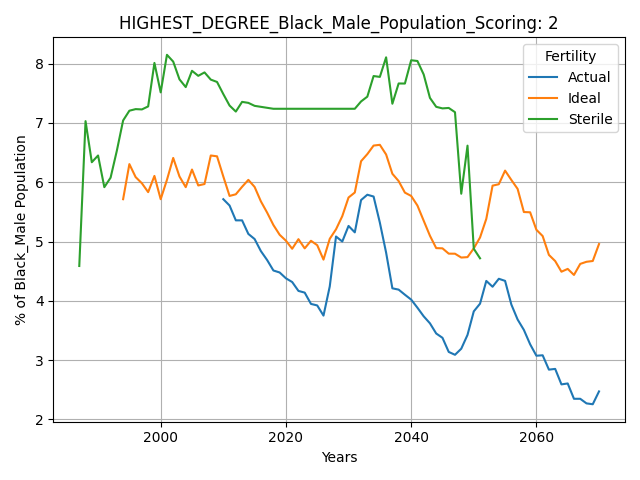 HIGHEST_DEGREE_Black_Male_Population_Scoring: 2
% of Black_Male Population
8
7
6
5
4
3
2
Fertility
Actual
Ideal
Sterile
2000
2020
2040
2060
Years